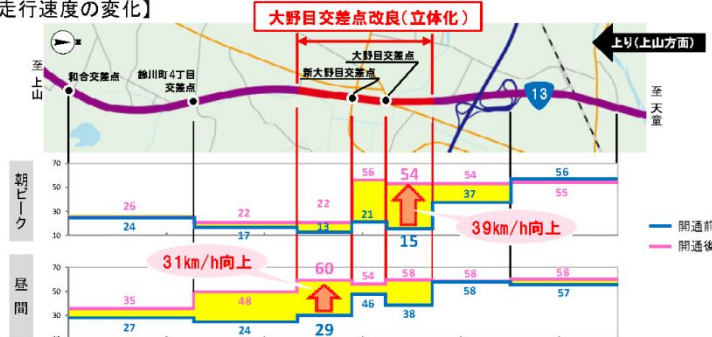 走行速度の変化】
大野目交差点改良(立体化)
上り(上山方面)
至上山
和合交差点
鈴川町4丁目
交差点
大野目交差点
新大野目交差点
13
至天童
朝ピーク
70
50
30
10
26
22
22
56
54
54
56
24
17
13
21
15
37
55
39km/h向上
開通前
開通後
31km/h向上
昼間
70
50
30
35
48
60
54
58
58
58
27
24
29
46
38
58
57